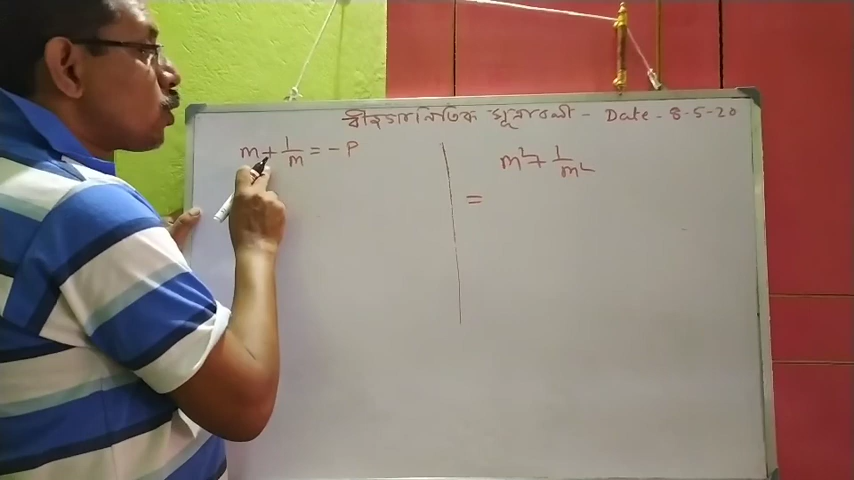 বীজগাণিতিক সূত্রাবলী - Date - 8-5-20
m + 1/m = - P
m² + 1/m²
=